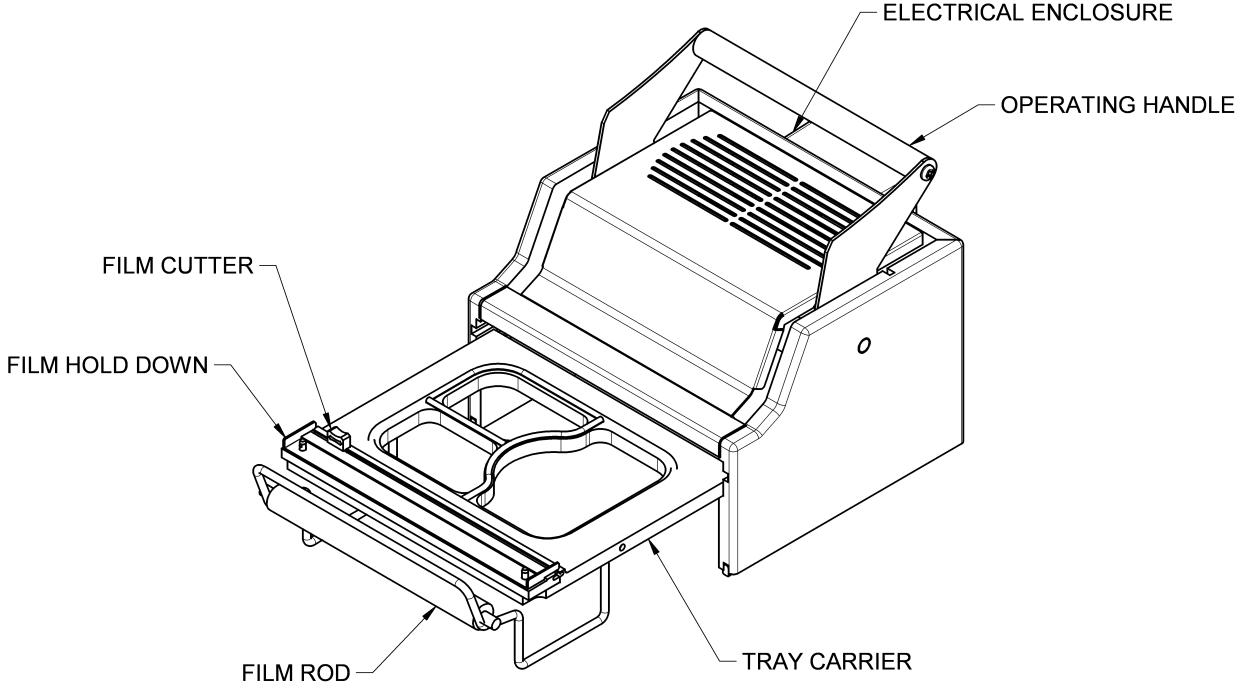 ELECTRICAL ENCLOSURE
OPERATING HANDLE
FILM CUTTER
FILM HOLD DOWN
TRAY CARRIER
FILM ROD